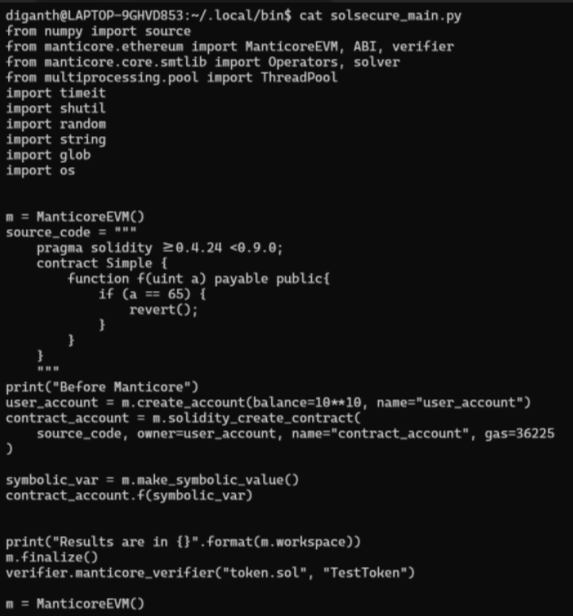 diganth@LAPTOP-9GHVD853:~/.local/bin$ cat solsecure_main.py
from numpy import source
from manticore.ethereum import ManticoreEVM, ABI, verifier
from manticore.core.smtlib import Operators, solver
from multiprocessing.pool import ThreadPool
import timeit
import shutil
import random
import string
import glob
import os
m = ManticoreEVM()
source_code = """
pragma solidity ≥0.4.24 <0.9.0;
contract Simple {
function f(uint a) payable public{
if (a == 65) {
revert();
}
}
}
"""
print("Before Manticore")
user_account = m.create_account(balance=10**10, name="user_account")
contract_account = m.solidity_create_contract(
source_code, owner=user_account, name="contract_account", gas=36225
)
symbolic_var = m.make_symbolic_value()
contract_account.f(symbolic_var)
print("Results are in {}".format(m.workspace))
m.finalize()
verifier.manticore_verifier("token.sol", "TestToken")
m = ManticoreEVM()